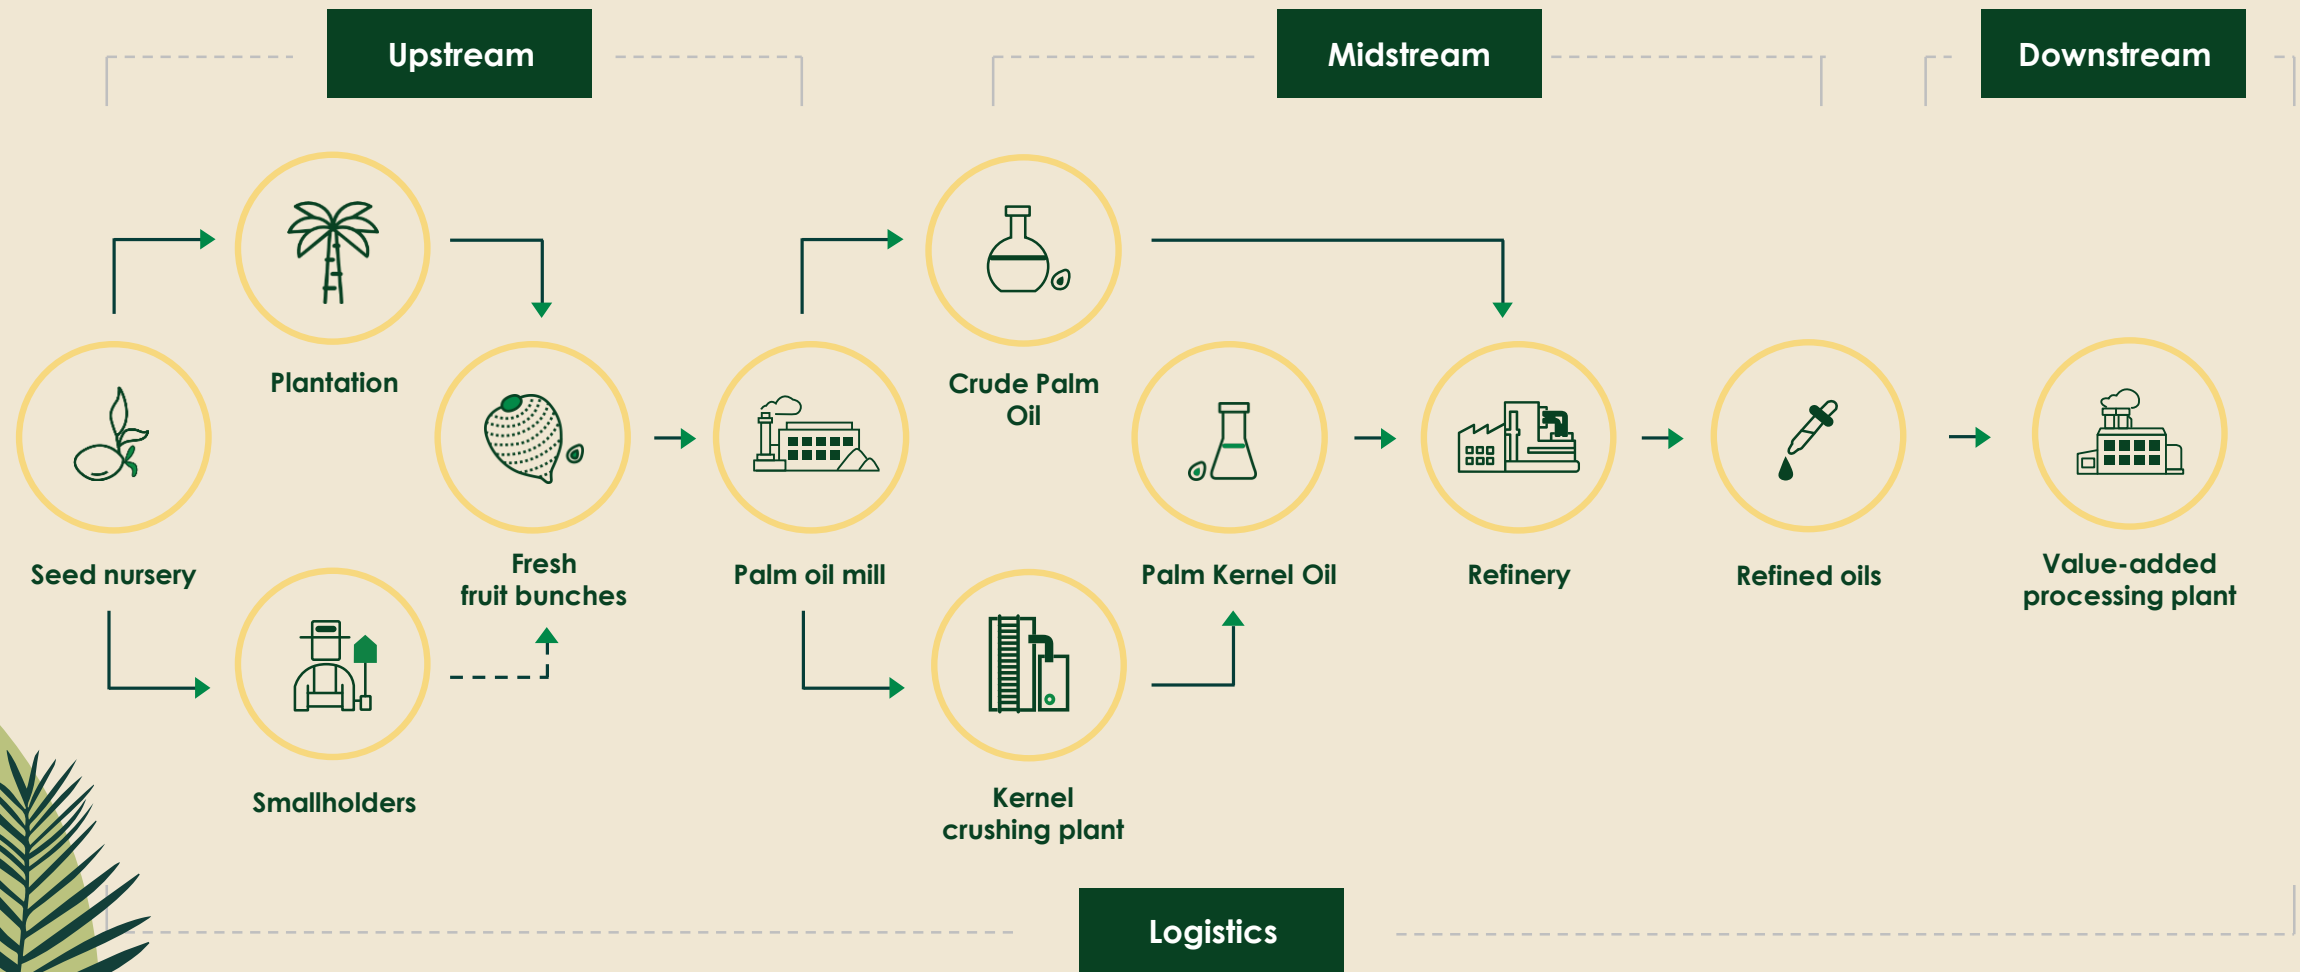 Upstream
Midstream
Downstream
Plantation
Crude Palm
Oil
Seed nursery
Fresh
fruit bunches
Palm oil mill
Palm Kernel Oil
Refinery
Refined oils
Value-added
processing plant
Smallholders
Kernel
crushing plant
Logistics